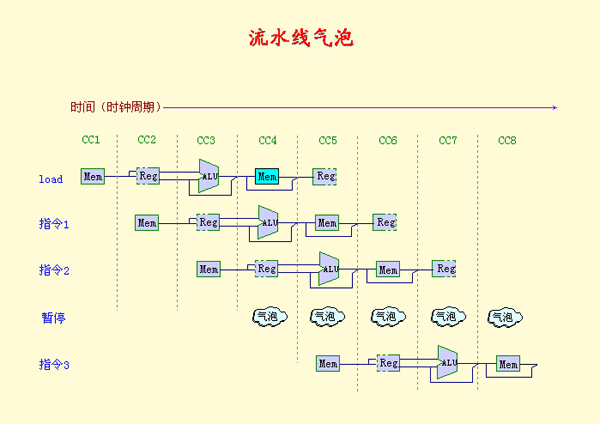 流水线气泡
时间（时钟周期）
CC1 CC2 CC3 CC4 CC5 CC6 CC7 CC8
load Mem Reg ALU Mem Reg
指令1 Mem Reg ALU Mem Reg
指令2 Mem Reg ALU Mem Reg
暂停 气泡 气泡 气泡 气泡 气泡
指令3 Mem Reg ALU Mem